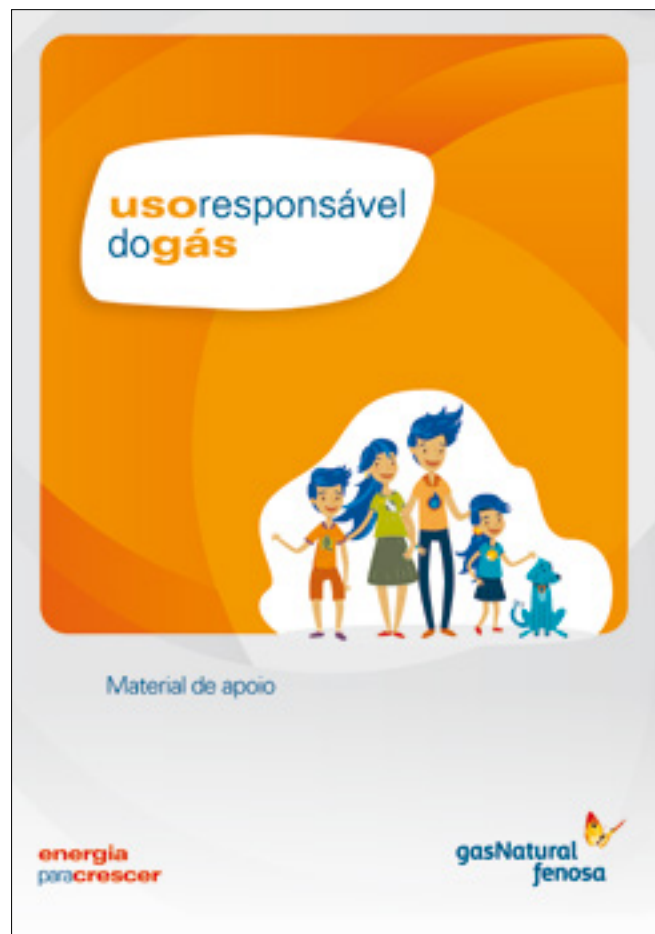 usoresponsável
dogás
Material de apoio
energia
paracrescer
gasNatural
fenosa